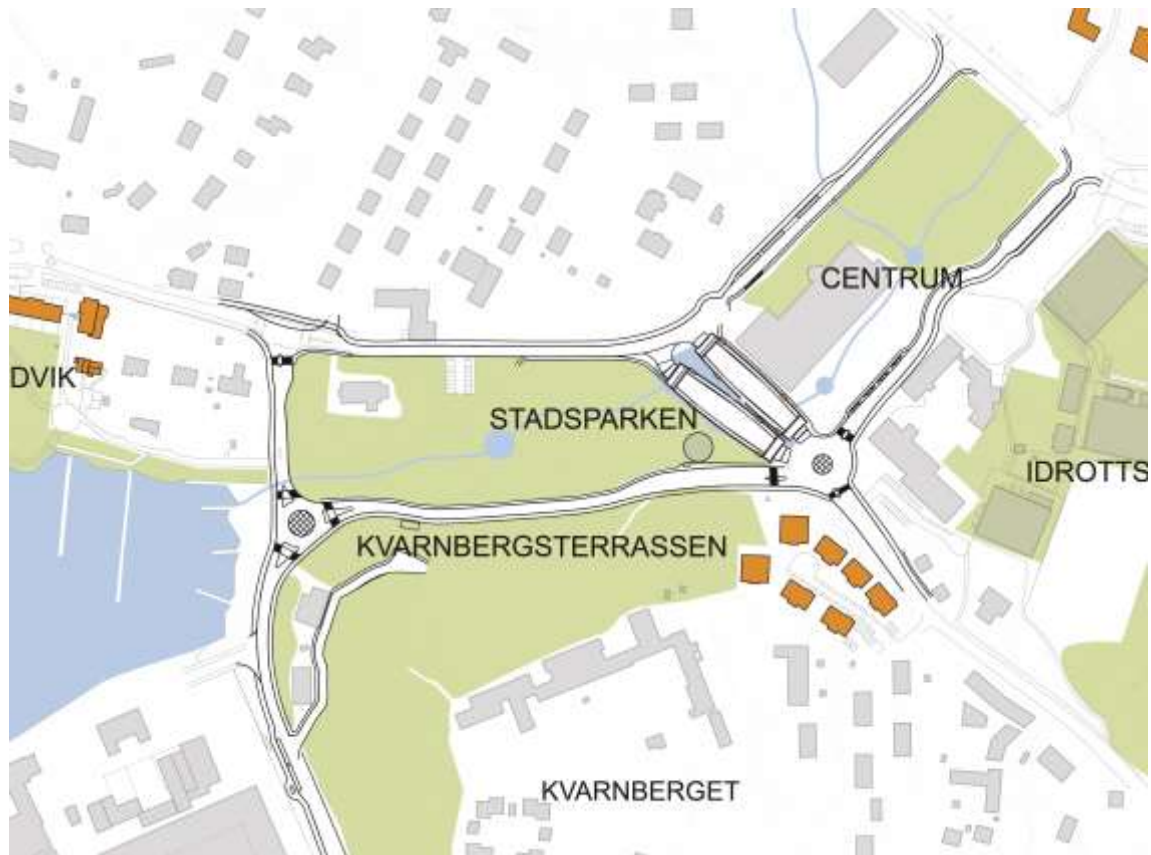 CENTRUM
DVIK
STADSPARKEN
IDROTTS
KVARNBERGSTERRASSEN
KVARNBERGET